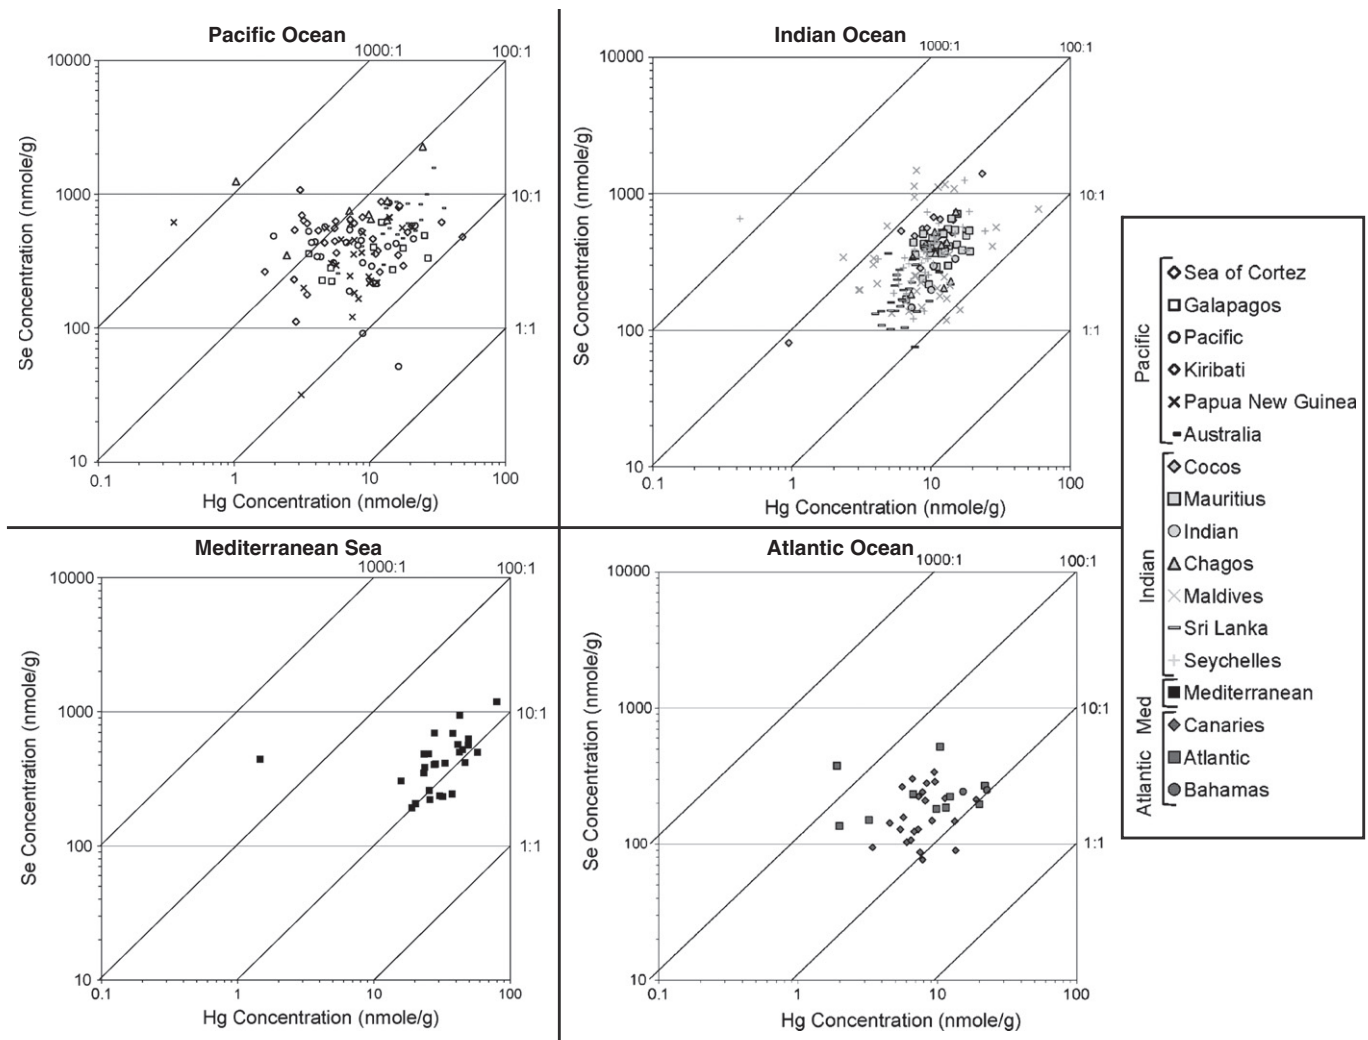 Pacific Ocean
1000:1
100:1
10000
1000
10:1
100
1:1
10
0.1
1
10
100
Se Concentration (nmole/g)
Hg Concentration (nmole/g)
Indian Ocean
1000:1
100:1
10000
1000
10:1
100
1:1
10
0.1
1
10
100
Se Concentration (nmole/g)
Hg Concentration (nmole/g)
Mediterranean Sea
1000:1
100:1
10000
1000
10:1
100
1:1
10
0.1
1
10
100
Se Concentration (nmole/g)
Hg Concentration (nmole/g)
Atlantic Ocean
1000:1
100:1
10000
1000
10:1
100
1:1
10
0.1
1
10
100
Se Concentration (nmole/g)
Hg Concentration (nmole/g)
Pacific
Sea of Cortez
Galapagos
Pacific
Kiribati
Papua New Guinea
Australia
Indian
Cocos
Mauritius
Indian
Chagos
Maldives
Sri Lanka
Seychelles
Med
Mediterranean
Atlantic
Canaries
Atlantic
Bahamas